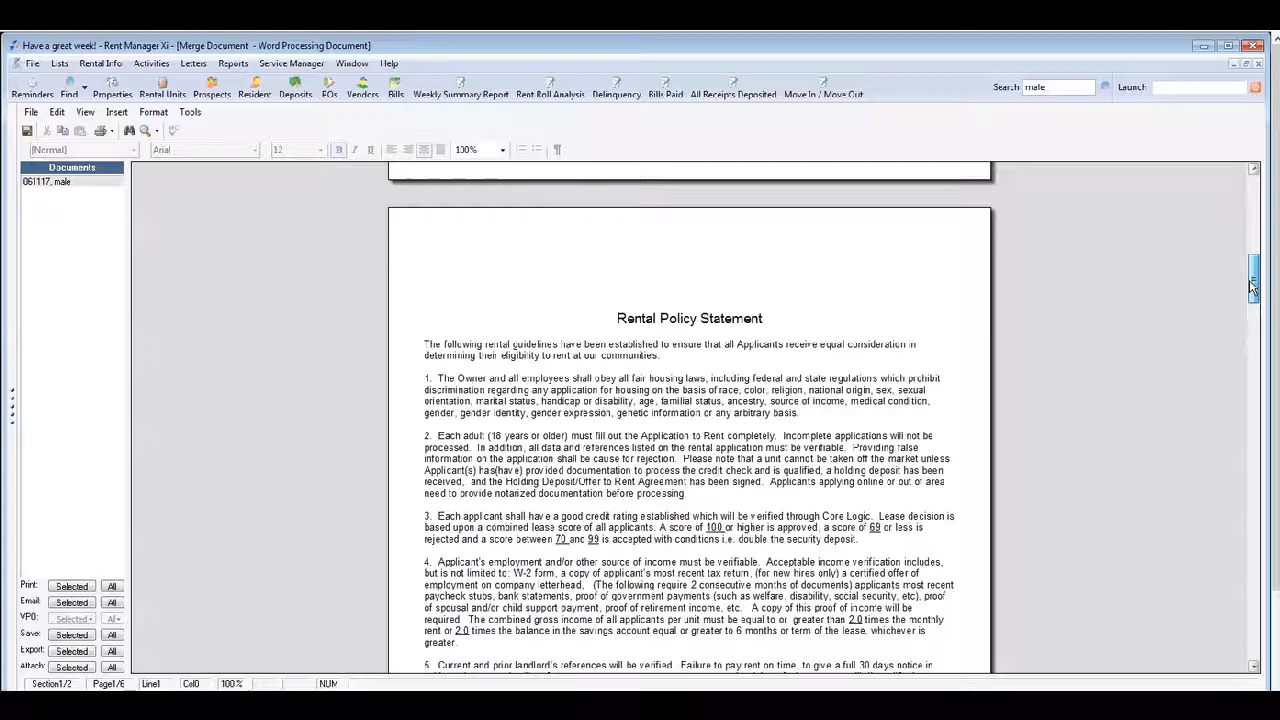 Have a great week! - Rent Manager Xi - [Merge Document - Word Processing Document]
File Lists Rental Info Activities Letters Reports Service Manager Window Help
Reminders Find Properties Rental Units Prospects Resident Deposits POs Vendors Bills Weekly Summary Report Rent Roll Analysis Delinquency Bills Paid All Receipts Deposited Move In / Move Out Search male Launch
File Edit View Insert Format Tools
[Normal] Arial 12 B I U 100%
Documents
061117, male
Rental Policy Statement
The following rental guidelines have been established to ensure that all Applicants receive equal consideration in
determining their eligibility to rent at our communities.
1. The Owner and all employees shall obey all fair housing laws, including federal and state regulations which prohibit
discrimination regarding any application for housing on the basis of race, color, religion, national origin, sex, sexual
orientation, marital status, handicap or disability, age, familial status, ancestry, source of income, medical condition,
gender, gender identity, gender expression, genetic information or any arbitrary basis.
2. Each adult (18 years or older) must fill out the Application to Rent completely. Incomplete applications will not be
processed. In addition, all data and references listed on the rental application must be verifiable. Providing false
information on the application shall be cause for rejection. Please note that a unit cannot be taken off the market unless
Applicant(s) has(have) provided documentation to process the credit check and is qualified, a holding deposit has been
received, and the Holding Deposit/Offer to Rent Agreement has been signed. Applicants applying online or out of area
need to provide notarized documentation before processing.
3. Each applicant shall have a good credit rating established which will be verified through Core Logic. Lease decision is
based upon a combined lease score of all applicants. A score of 100 or higher is approved, a score of 69 or less is
rejected and a score between 70 and 99 is accepted with conditions i.e. double the security deposit.
4. Applicant's employment and/or other source of income must be verifiable. Acceptable income verification includes,
but is not limited to: W-2 form, a copy of applicant's most recent tax return, (for new hires only) a certified offer of
employment on company letterhead, (The following require 2 consecutive months of documents) applicants most recent
paycheck stubs, bank statements, proof of government payments (such as welfare, disability, social security, etc), proof
of spousal and/or child support payment, proof of retirement income, etc. A copy of this proof of income will be
required. The combined gross income of all applicants per unit must be equal to or greater than 2.0 times the monthly
rent or 2.0 times the balance in the savings account equal or greater to 6 months or term of the lease, whichever is
greater.
5. Current and prior landlord's references will be verified. Failure to pay rent on time, to give a full 30 days notice in
Print: Selected All
Email: Selected All
VPO: Selected All
Save: Selected All
Export: Selected All
Attach: Selected All
Section1/2 Page1/6 Line1 Col0 100% NUM